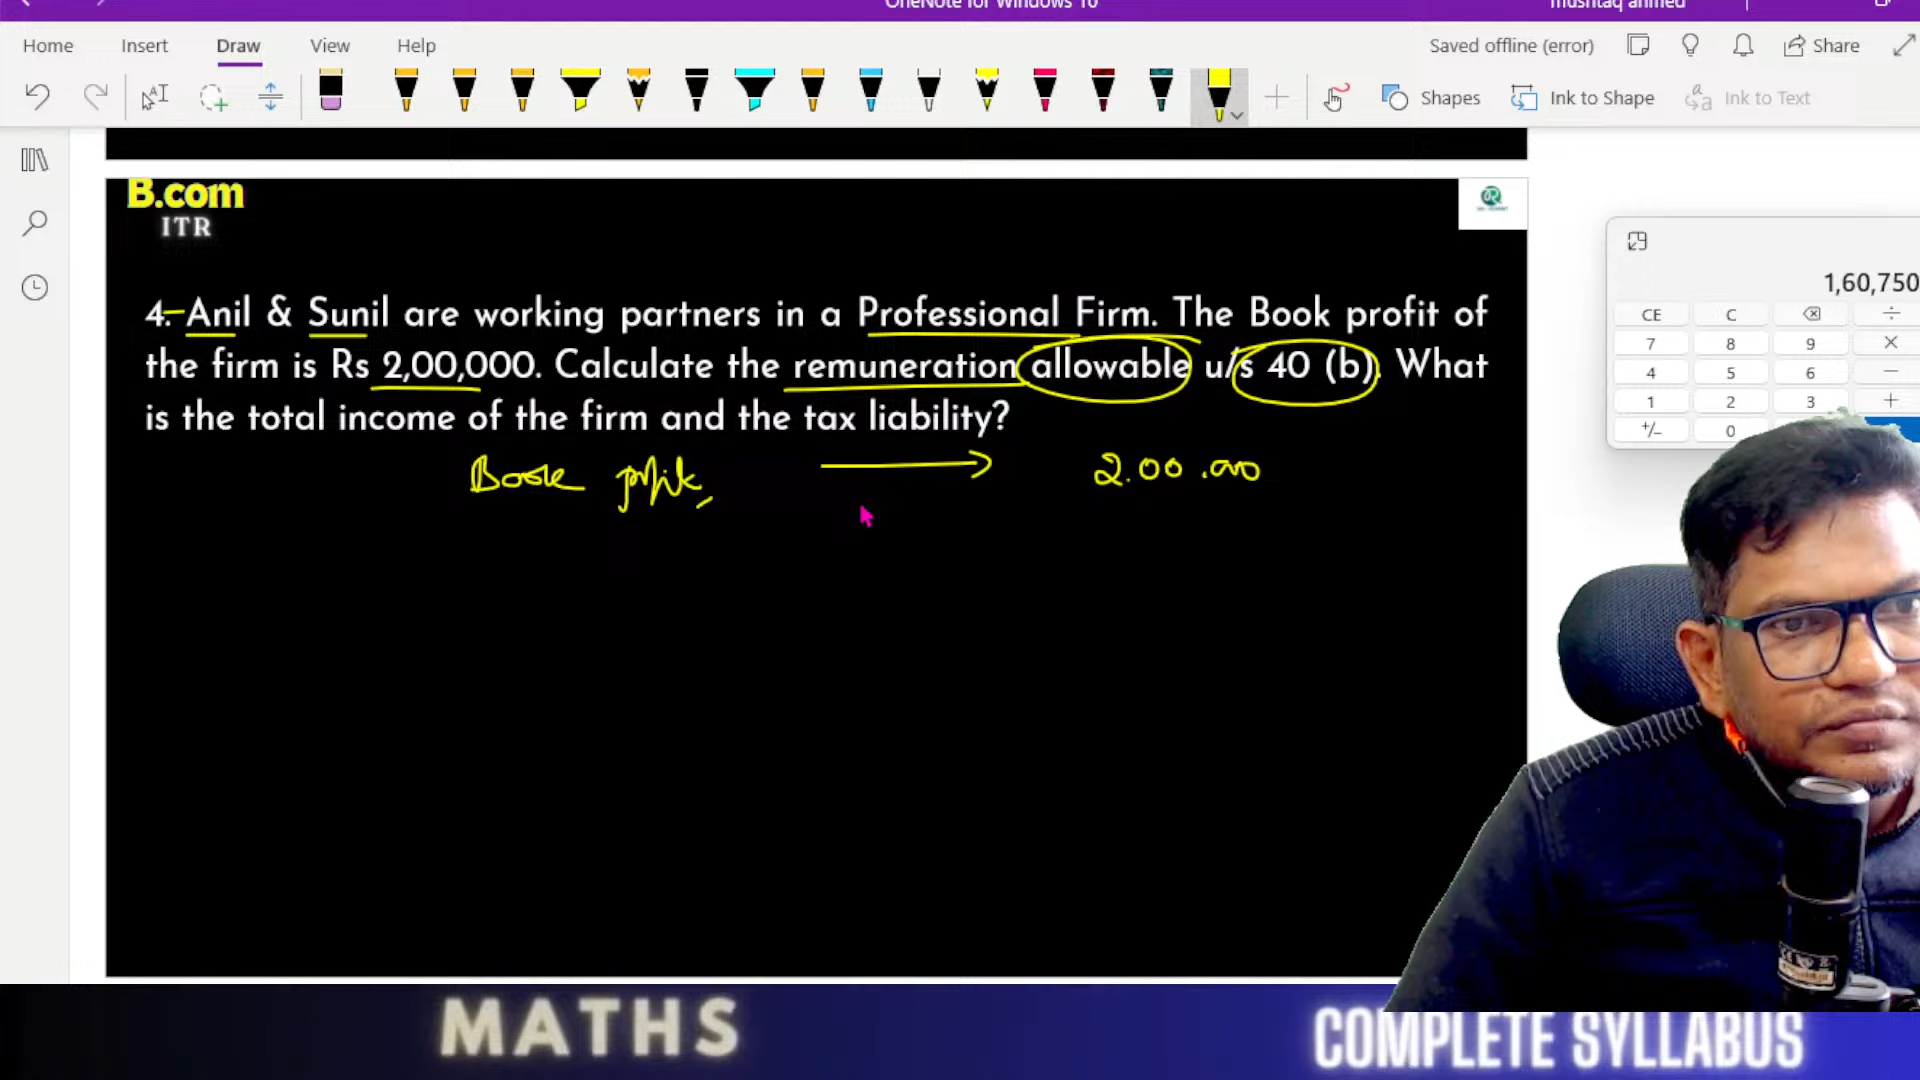 OneNote for Windows 10
mushtaq ahmed
Home Insert Draw View Help
Saved offline (error)
Share
Shapes
Ink to Shape
Ink to Text
B.com
ITR
4. Anil & Sunil are working partners in a Professional Firm. The Book profit of
the firm is Rs 2,00,000. Calculate the remuneration allowable u/s 40 (b). What
is the total income of the firm and the tax liability?
Book profit, → 2.00.000
1,60,750
CE C ÷
7 8 9 ×
4 5 6 −
1 2 3 +
+/− 0
MATHS
COMPLETE SYLLABUS